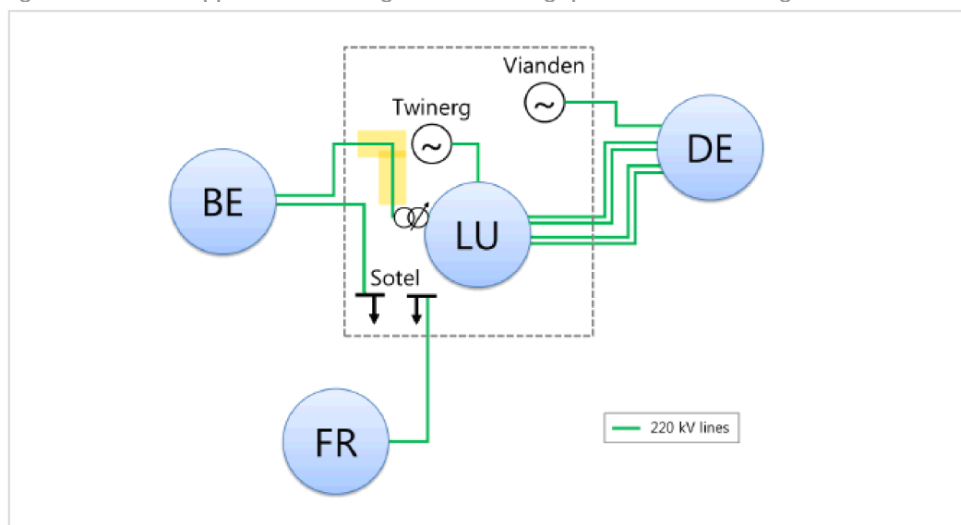 Vianden
Twinerg
DE
BE
LU
Sotel
FR
220 kV lines